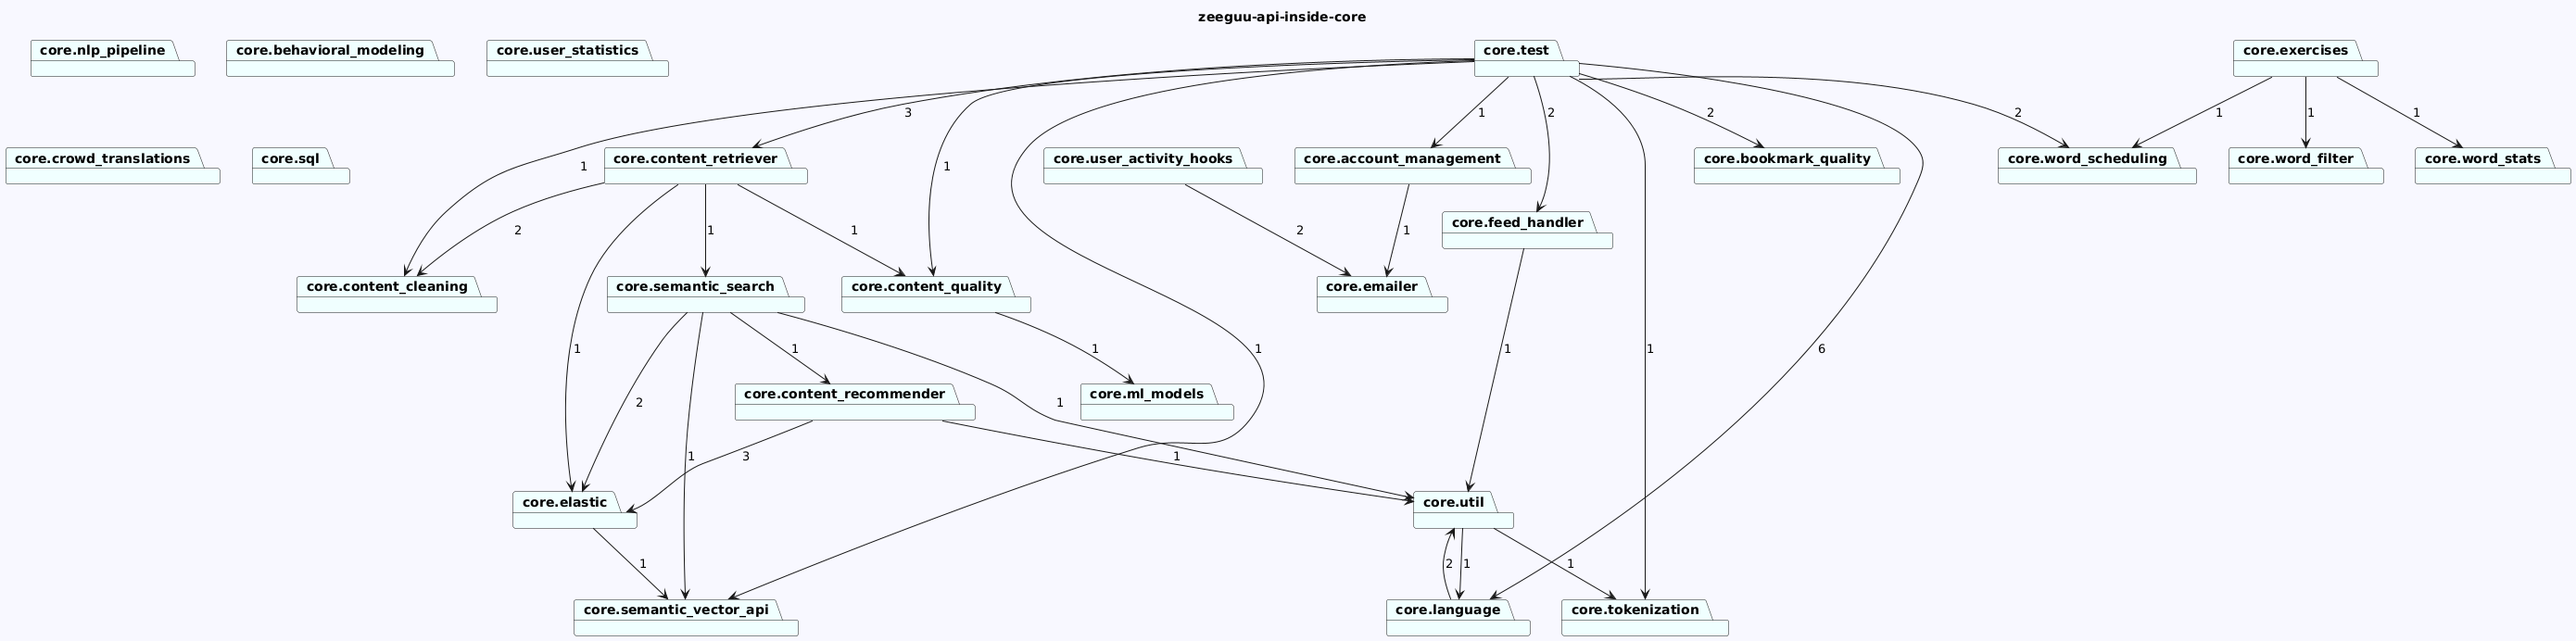 zeeguu-api-inside-core
core.nlp_pipeline
core.behavioral_modeling
core.user_statistics
core.test
core.exercises
3
1
2
2
2
1
1
1
core.crowd_translations
core.sql
core.content_retriever
core.user_activity_hooks
core.account_management
core.bookmark_quality
core.word_scheduling
core.word_filter
core.word_stats
1
1
core.feed_handler
2
1
1
2
1
core.content_cleaning
core.semantic_search
core.content_quality
core.emailer
1
1
1
1
1
1
6
core.content_recommender
core.ml_models
2
1
1
3
1
core.elastic
core.util
1
2
1
1
core.semantic_vector_api
core.language
core.tokenization